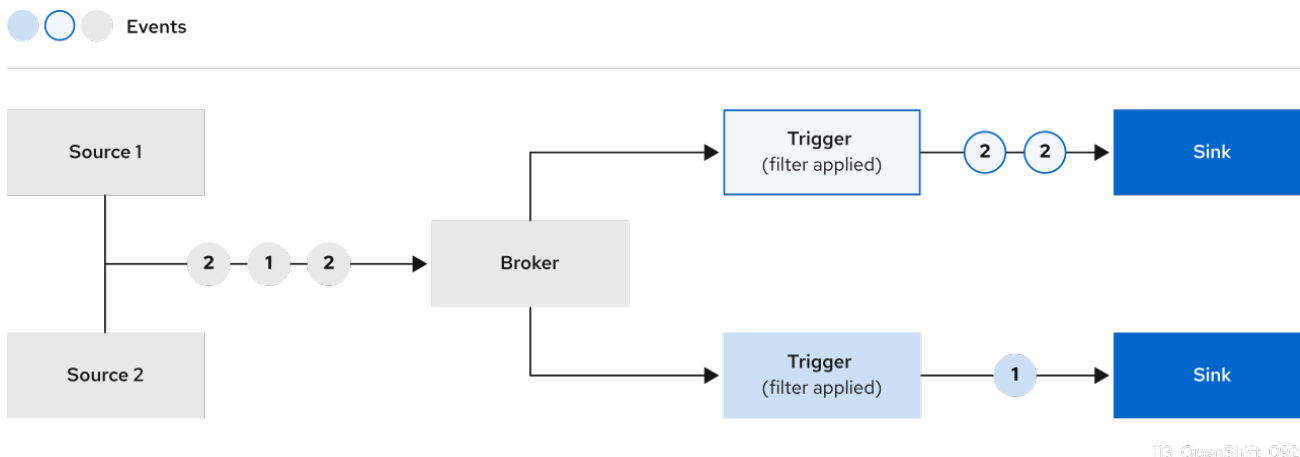 Events
Source 1
Trigger
(filter applied)
2 2
Sink
2 1 2
Broker
Source 2
Trigger
(filter applied)
1
Sink